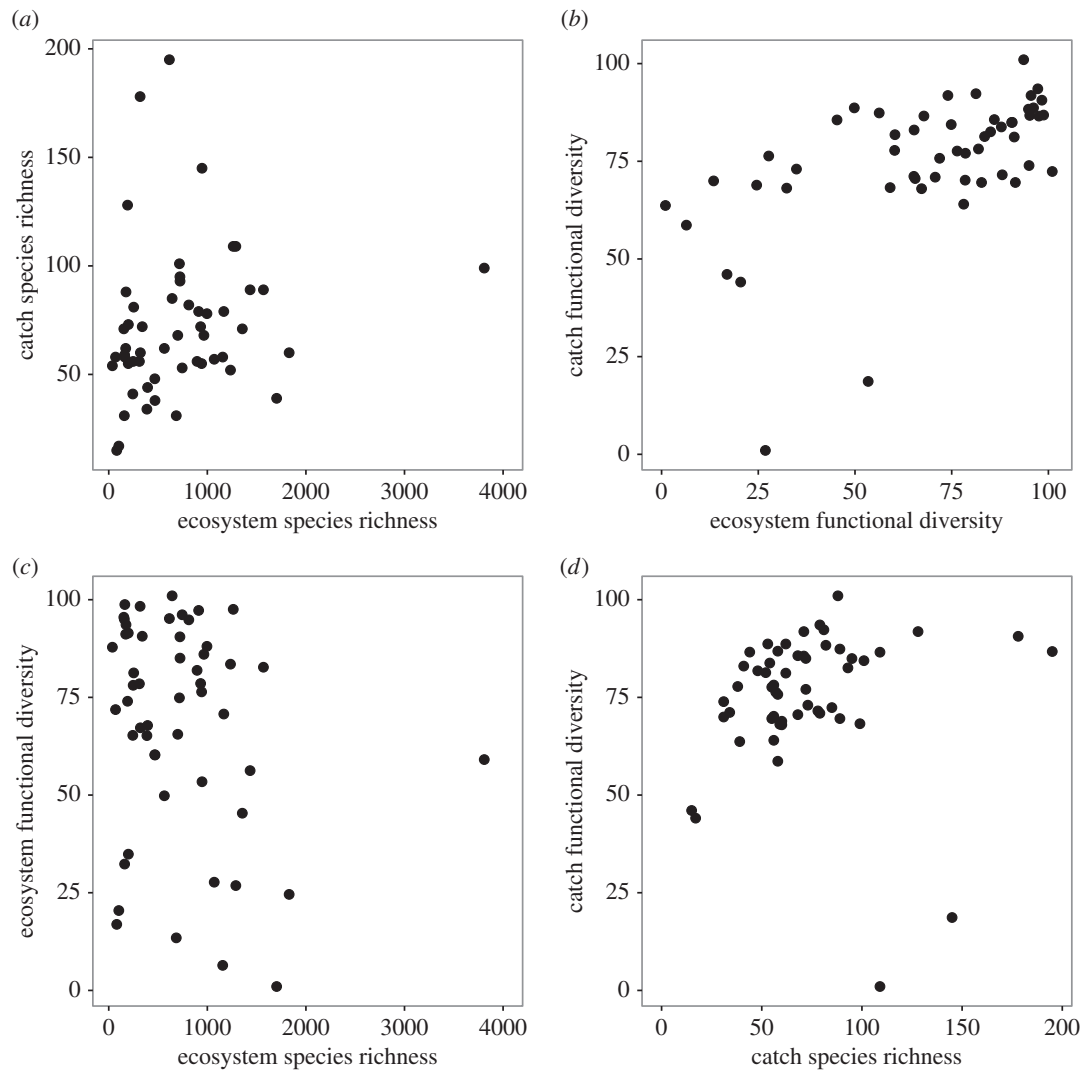 (a)
200
150
100
50
catch species richness
0 1000 2000 3000 4000
ecosystem species richness
(b)
100
75
50
25
0
catch functional diversity
0 25 50 75 100
ecosystem functional diversity
(c)
100
75
50
25
0
ecosystem functional diversity
0 1000 2000 3000 4000
ecosystem species richness
(d)
100
75
50
25
0
catch functional diversity
0 50 100 150 200
catch species richness